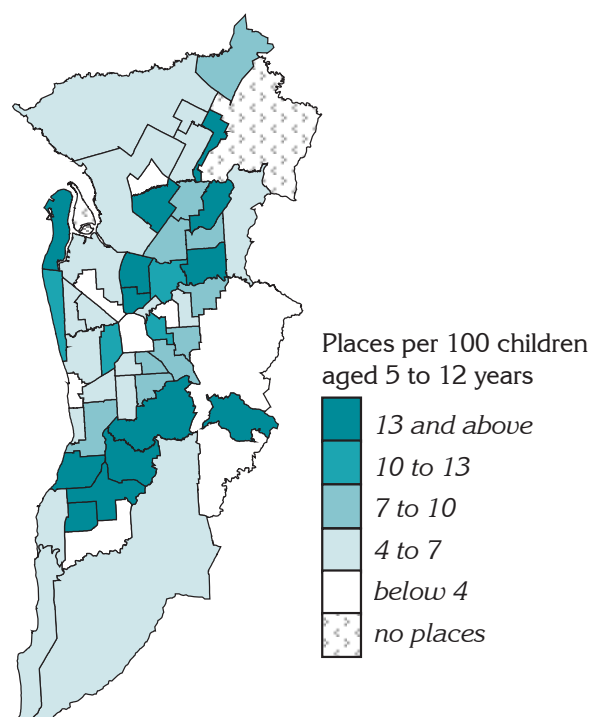 Places per 100 children
aged 5 to 12 years
13 and above
10 to 13
7 to 10
4 to 7
below 4
no places